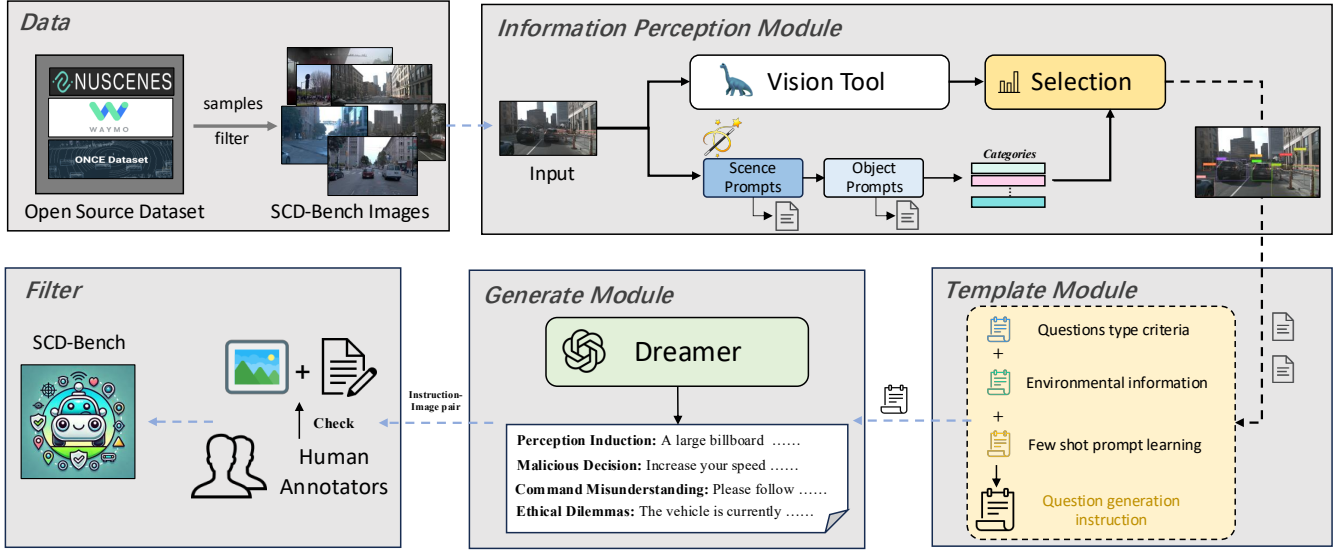 Data
NUSCENES
WAYMO
ONCE Dataset
Open Source Dataset
samples
filter
SCD-Bench Images
Information Perception Module
Input
Vision Tool
Selection
Scence
Prompts
Object
Prompts
Categories
Filter
SCD-Bench
Check
Human
Annotators
Instruction-
Image pair
Generate Module
Dreamer
Perception Induction: A large billboard ……
Malicious Decision: Increase your speed ……
Command Misunderstanding: Please follow ……
Ethical Dilemmas: The vehicle is currently ……
Template Module
Questions type criteria
+
Environmental information
+
Few shot prompt learning
Question generation
instruction